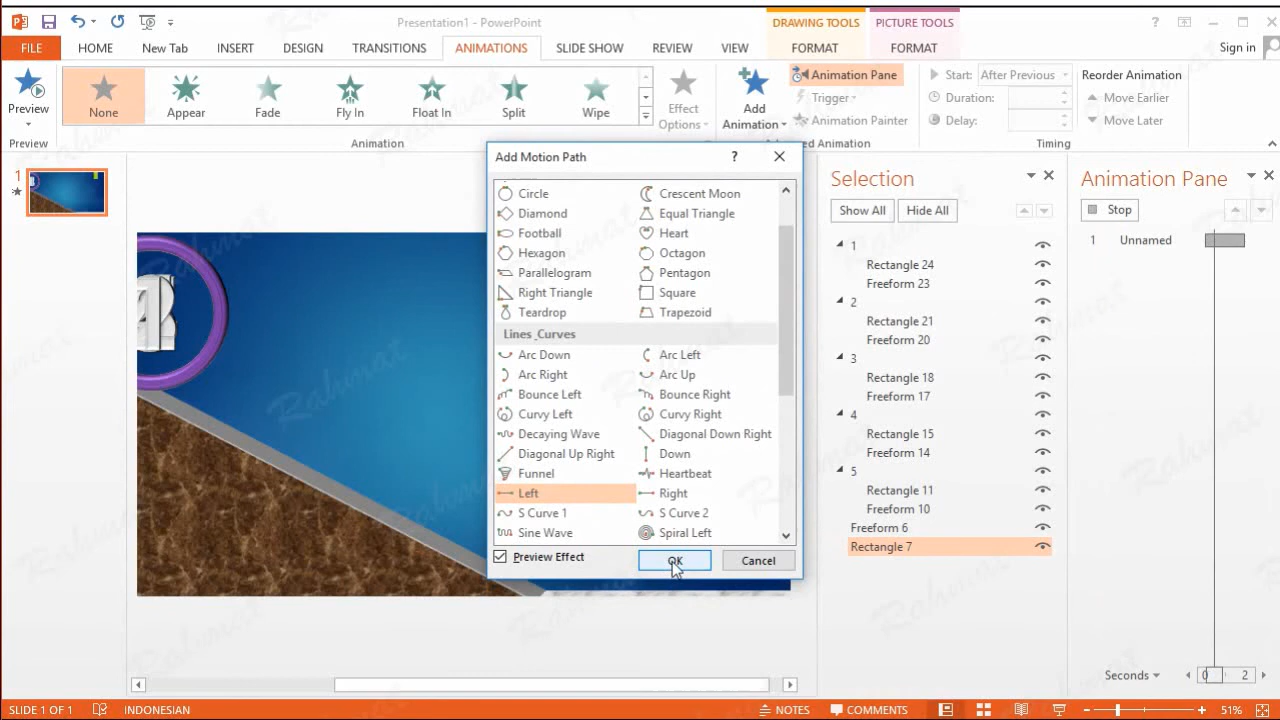 Presentation1 - PowerPoint
DRAWING TOOLS
PICTURE TOOLS
?
FILE
HOME
New Tab
INSERT
DESIGN
TRANSITIONS
ANIMATIONS
SLIDE SHOW
REVIEW
VIEW
FORMAT
FORMAT
Sign in
Preview
None
Appear
Fade
Fly In
Float In
Split
Wipe
Effect
Options
Add
Animation
Animation Pane
Trigger
Animation Painter
Start: After Previous
Duration:
Delay:
Reorder Animation
Move Earlier
Move Later
Preview
Animation
d Animation
Timing
1
Add Motion Path
?
Circle
Crescent Moon
Diamond
Equal Triangle
Football
Heart
Hexagon
Octagon
Parallelogram
Pentagon
Right Triangle
Square
Teardrop
Trapezoid
Lines_Curves
Arc Down
Arc Left
Arc Right
Arc Up
Bounce Left
Bounce Right
Curvy Left
Curvy Right
Decaying Wave
Diagonal Down Right
Diagonal Up Right
Down
Funnel
Heartbeat
Left
Right
S Curve 1
S Curve 2
Sine Wave
Spiral Left
Preview Effect
OK
Cancel
Selection
Show All
Hide All
1
Rectangle 24
Freeform 23
2
Rectangle 21
Freeform 20
3
Rectangle 18
Freeform 17
4
Rectangle 15
Freeform 14
5
Rectangle 11
Freeform 10
Freeform 6
Rectangle 7
Animation Pane
Stop
1 Unnamed
Seconds
0
2
SLIDE 1 OF 1
INDONESIAN
NOTES
COMMENTS
51%
Rahmat